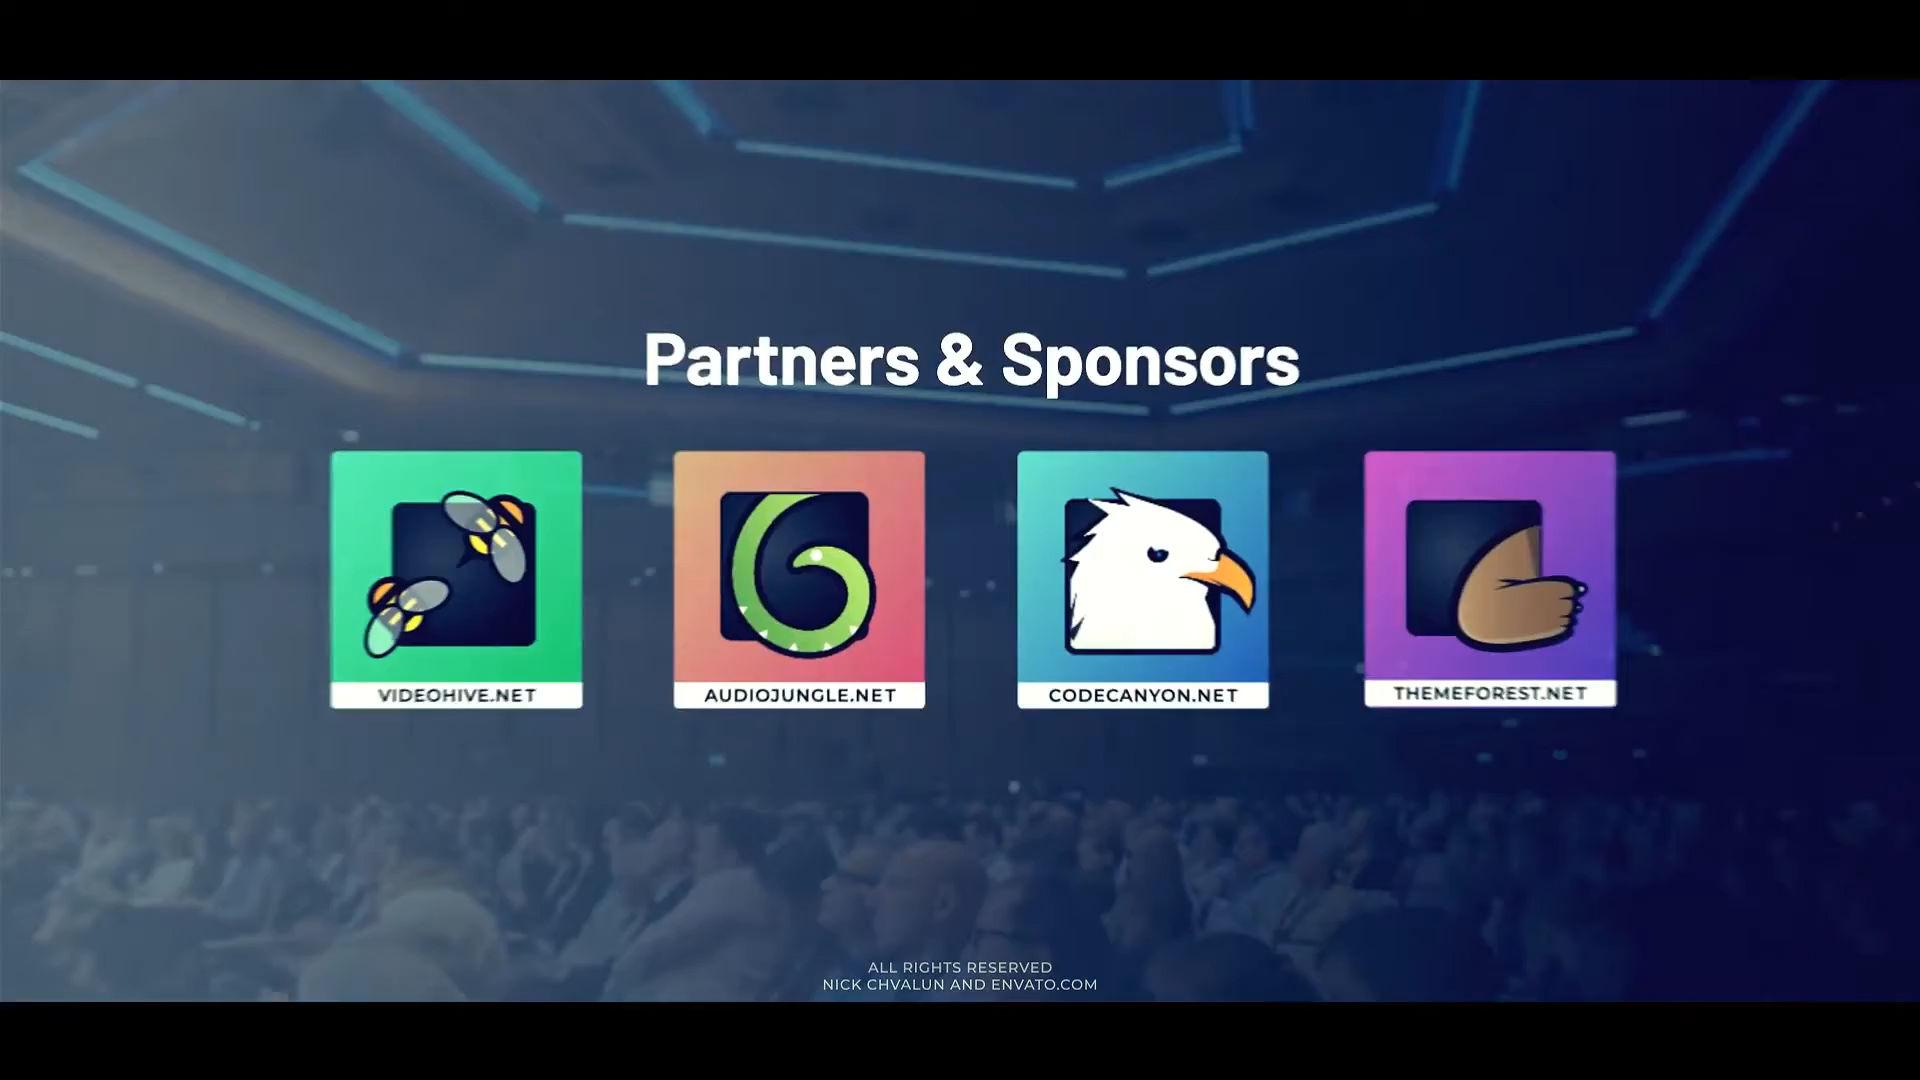 Partners & Sponsors
VIDEOHIVE.NET
AUDIOJUNGLE.NET
CODECANYON.NET
THEMEFOREST.NET
ALL RIGHTS RESERVED
NICK CHVALUN AND ENVATO.COM